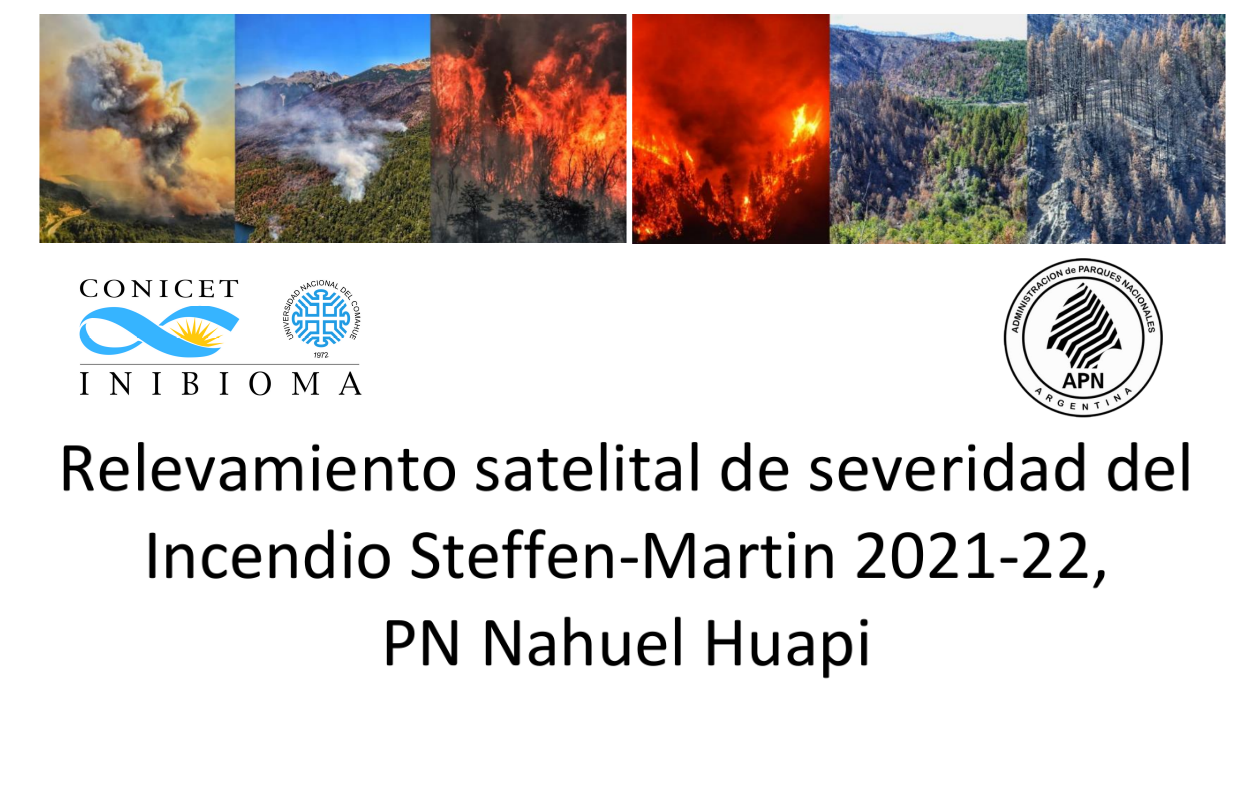 CONICET
UNIVERSIDAD NACIONAL DEL COMAHUE
1972
INIBIOMA
ADMINISTRACION de PARQUES NACIONALES
APN
ARGENTINA
Relevamiento satelital de severidad del
Incendio Steffen-Martin 2021-22,
PN Nahuel Huapi